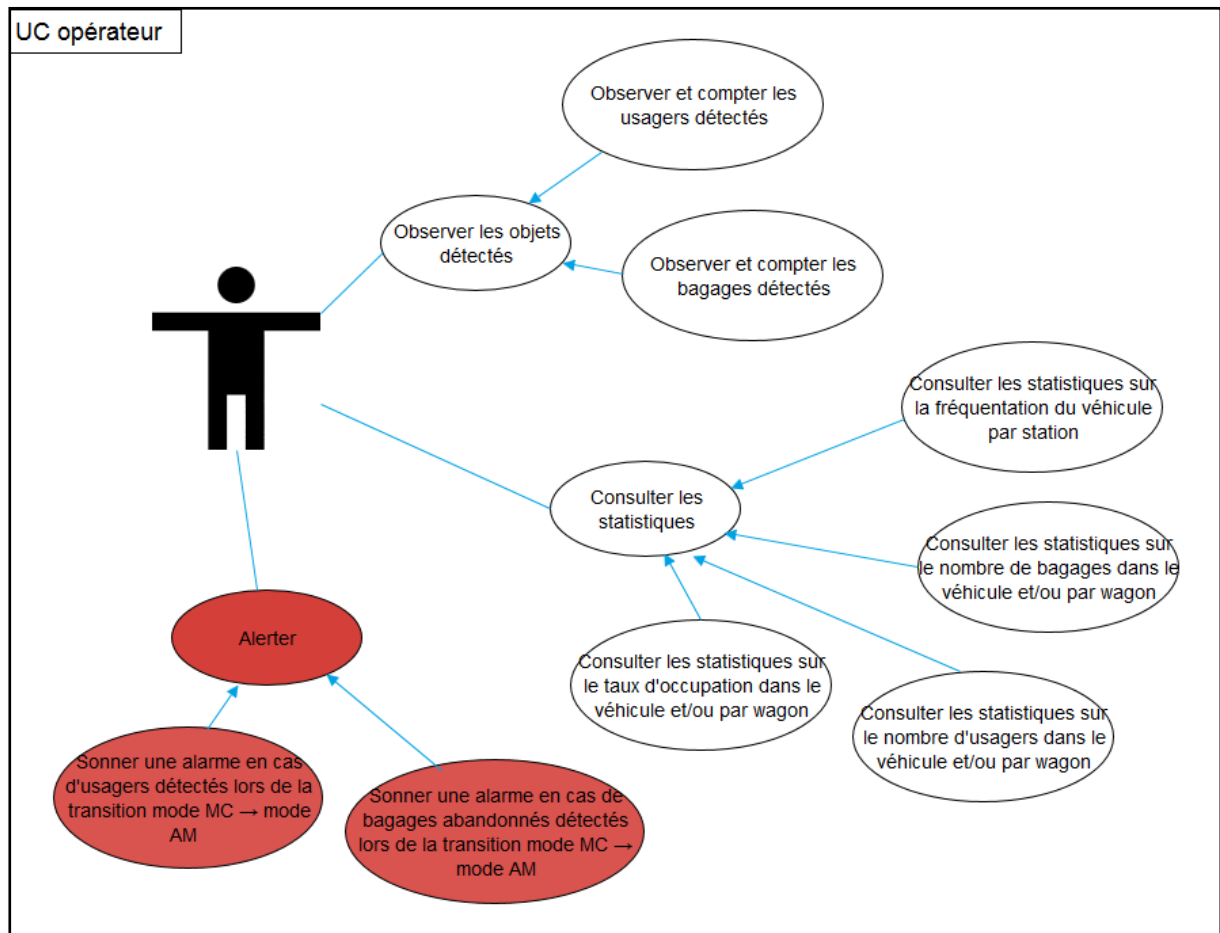 UC opérateur
Observer et compter les
usagers détectés
Observer les objets
détectés
Observer et compter les
bagages détectés
Consulter les statistiques sur
la fréquentation du véhicule
par station
Consulter les
statistiques
Consulter les statistiques sur
le nombre de bagages dans le
véhicule et/ou par wagon
Alerter
Consulter les statistiques sur
le taux d'occupation dans le
véhicule et/ou par wagon
Consulter les statistiques sur
le nombre d'usagers dans le
véhicule et/ou par wagon
Sonner une alarme en cas
d'usagers détectés lors de la
transition mode MC → mode
AM
Sonner une alarme en cas de
bagages abandonnés détectés
lors de la transition mode MC →
mode AM